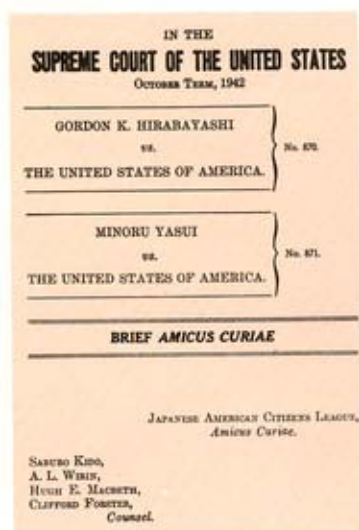 IN THE
SUPREME COURT OF THE UNITED STATES
OCTOBER TERM, 1942
GORDON K. HIRABAYASHI
vs.
THE UNITED STATES OF AMERICA.
No. 870.
MINORU YASUI
vs.
THE UNITED STATES OF AMERICA.
No. 871.
BRIEF AMICUS CURIAE
JAPANESE AMERICAN CITIZENS LEAGUE,
Amicus Curiae.
SABURO KIDO,
A. L. WIRIN,
HUGH E. MACBETH,
CLIFFORD FORSTER,
Counsel.